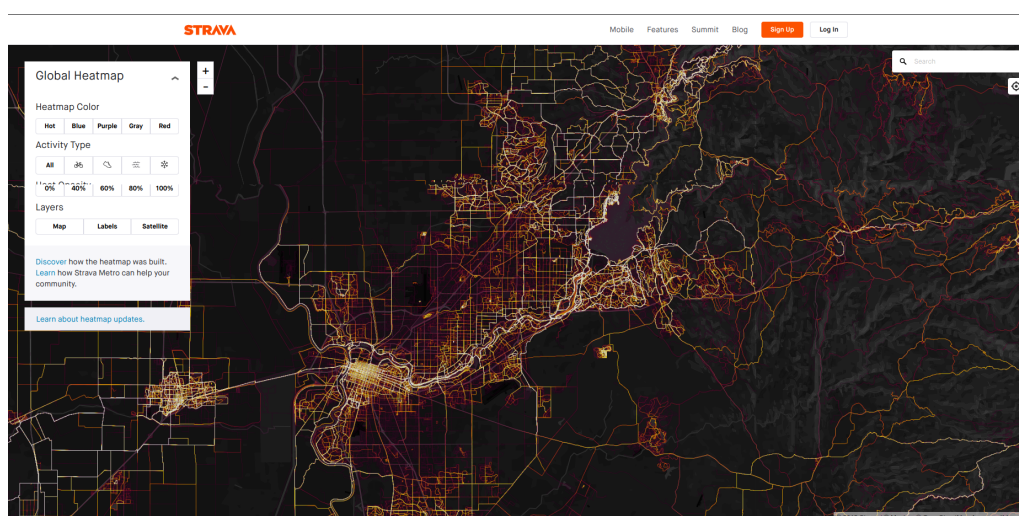 STRAVA
Mobile Features Summit Blog Sign Up Log In
Search
Global Heatmap
+
-
Heatmap Color
Hot Blue Purple Gray Red
Activity Type
All
Heat Opacity
0% 40% 60% 80% 100%
Layers
Map Labels Satellite
Discover how the heatmap was built.
Learn how Strava Metro can help your
community.
Learn about heatmap updates.